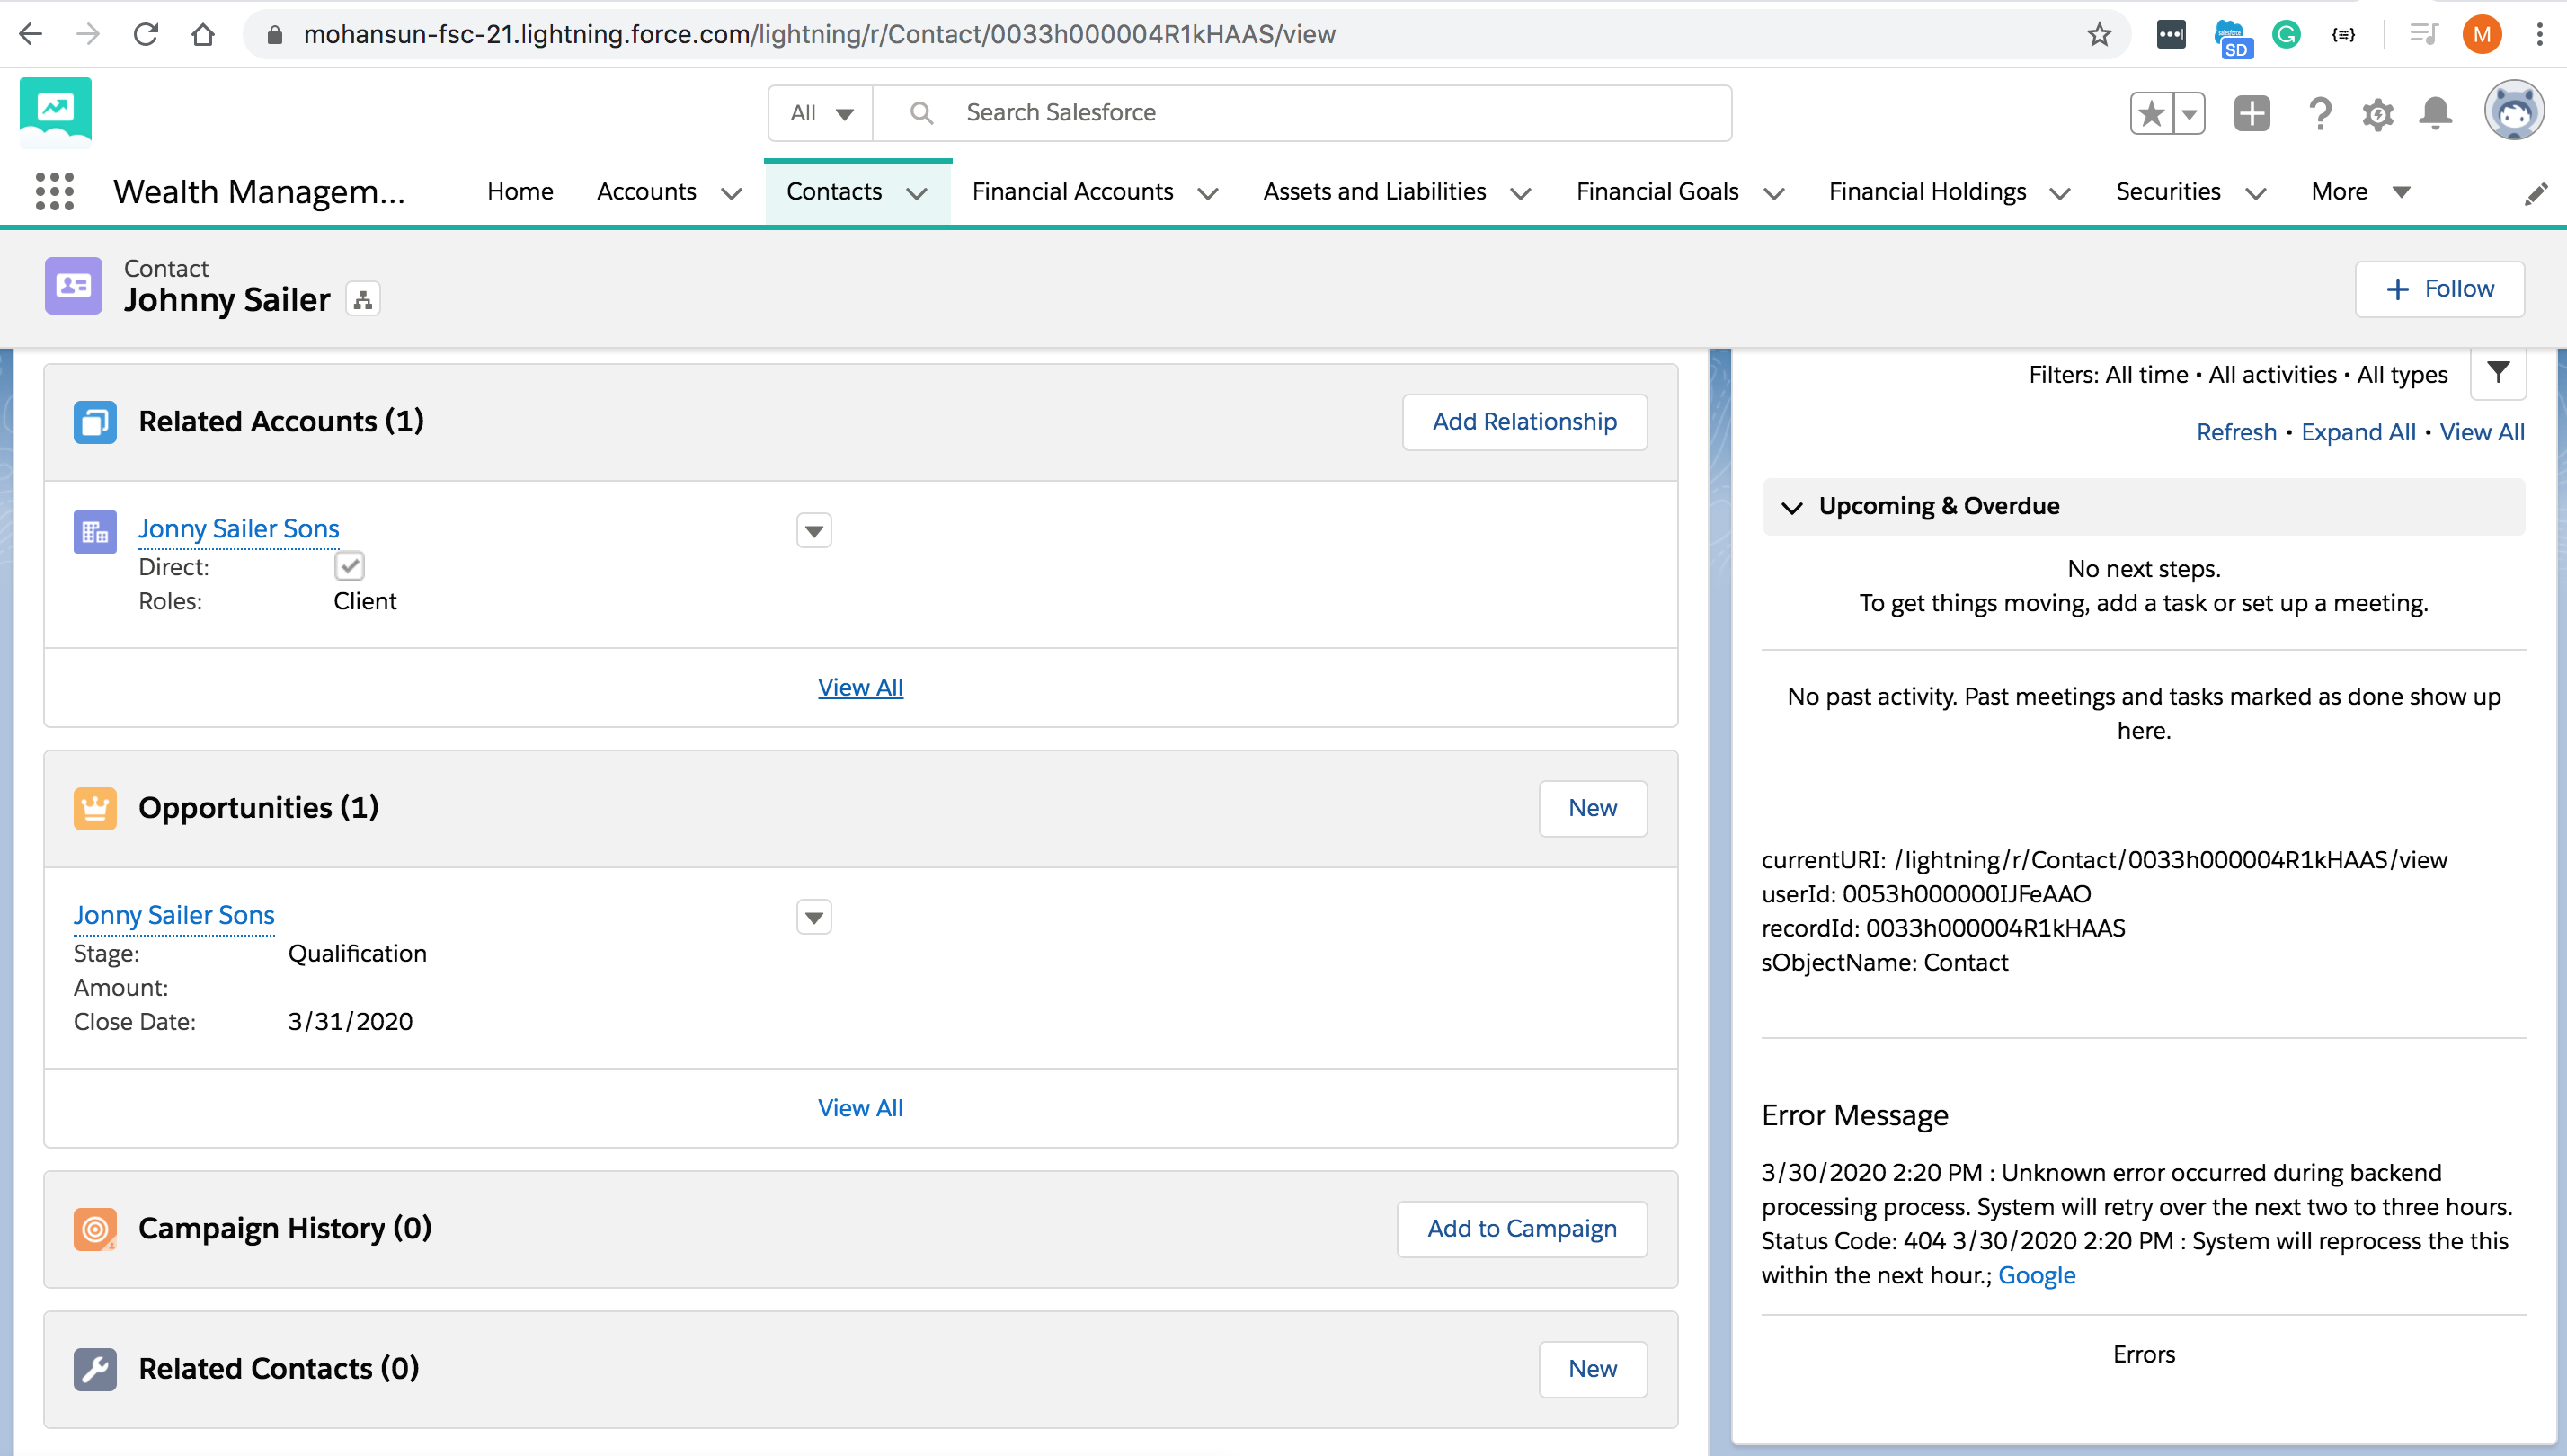 mohansun-fsc-21.lightning.force.com/lightning/r/Contact/0033h000004R1kHAAS/view
SD
M
All
Search Salesforce
Wealth Managem...
Home
Accounts
Contacts
Financial Accounts
Assets and Liabilities
Financial Goals
Financial Holdings
Securities
More
Contact
Johnny Sailer
Follow
Related Accounts (1)
Add Relationship
Jonny Sailer Sons
Direct:
Roles: Client
View All
Opportunities (1)
New
Jonny Sailer Sons
Stage: Qualification
Amount:
Close Date: 3/31/2020
View All
Campaign History (0)
Add to Campaign
Related Contacts (0)
New
Filters: All time • All activities • All types
Refresh • Expand All • View All
Upcoming & Overdue
No next steps.
To get things moving, add a task or set up a meeting.
No past activity. Past meetings and tasks marked as done show up
here.
currentURI: /lightning/r/Contact/0033h000004R1kHAAS/view
userId: 0053h000000IJFeAAO
recordId: 0033h000004R1kHAAS
sObjectName: Contact
Error Message
3/30/2020 2:20 PM : Unknown error occurred during backend
processing process. System will retry over the next two to three hours.
Status Code: 404 3/30/2020 2:20 PM : System will reprocess the this
within the next hour.; Google
Errors